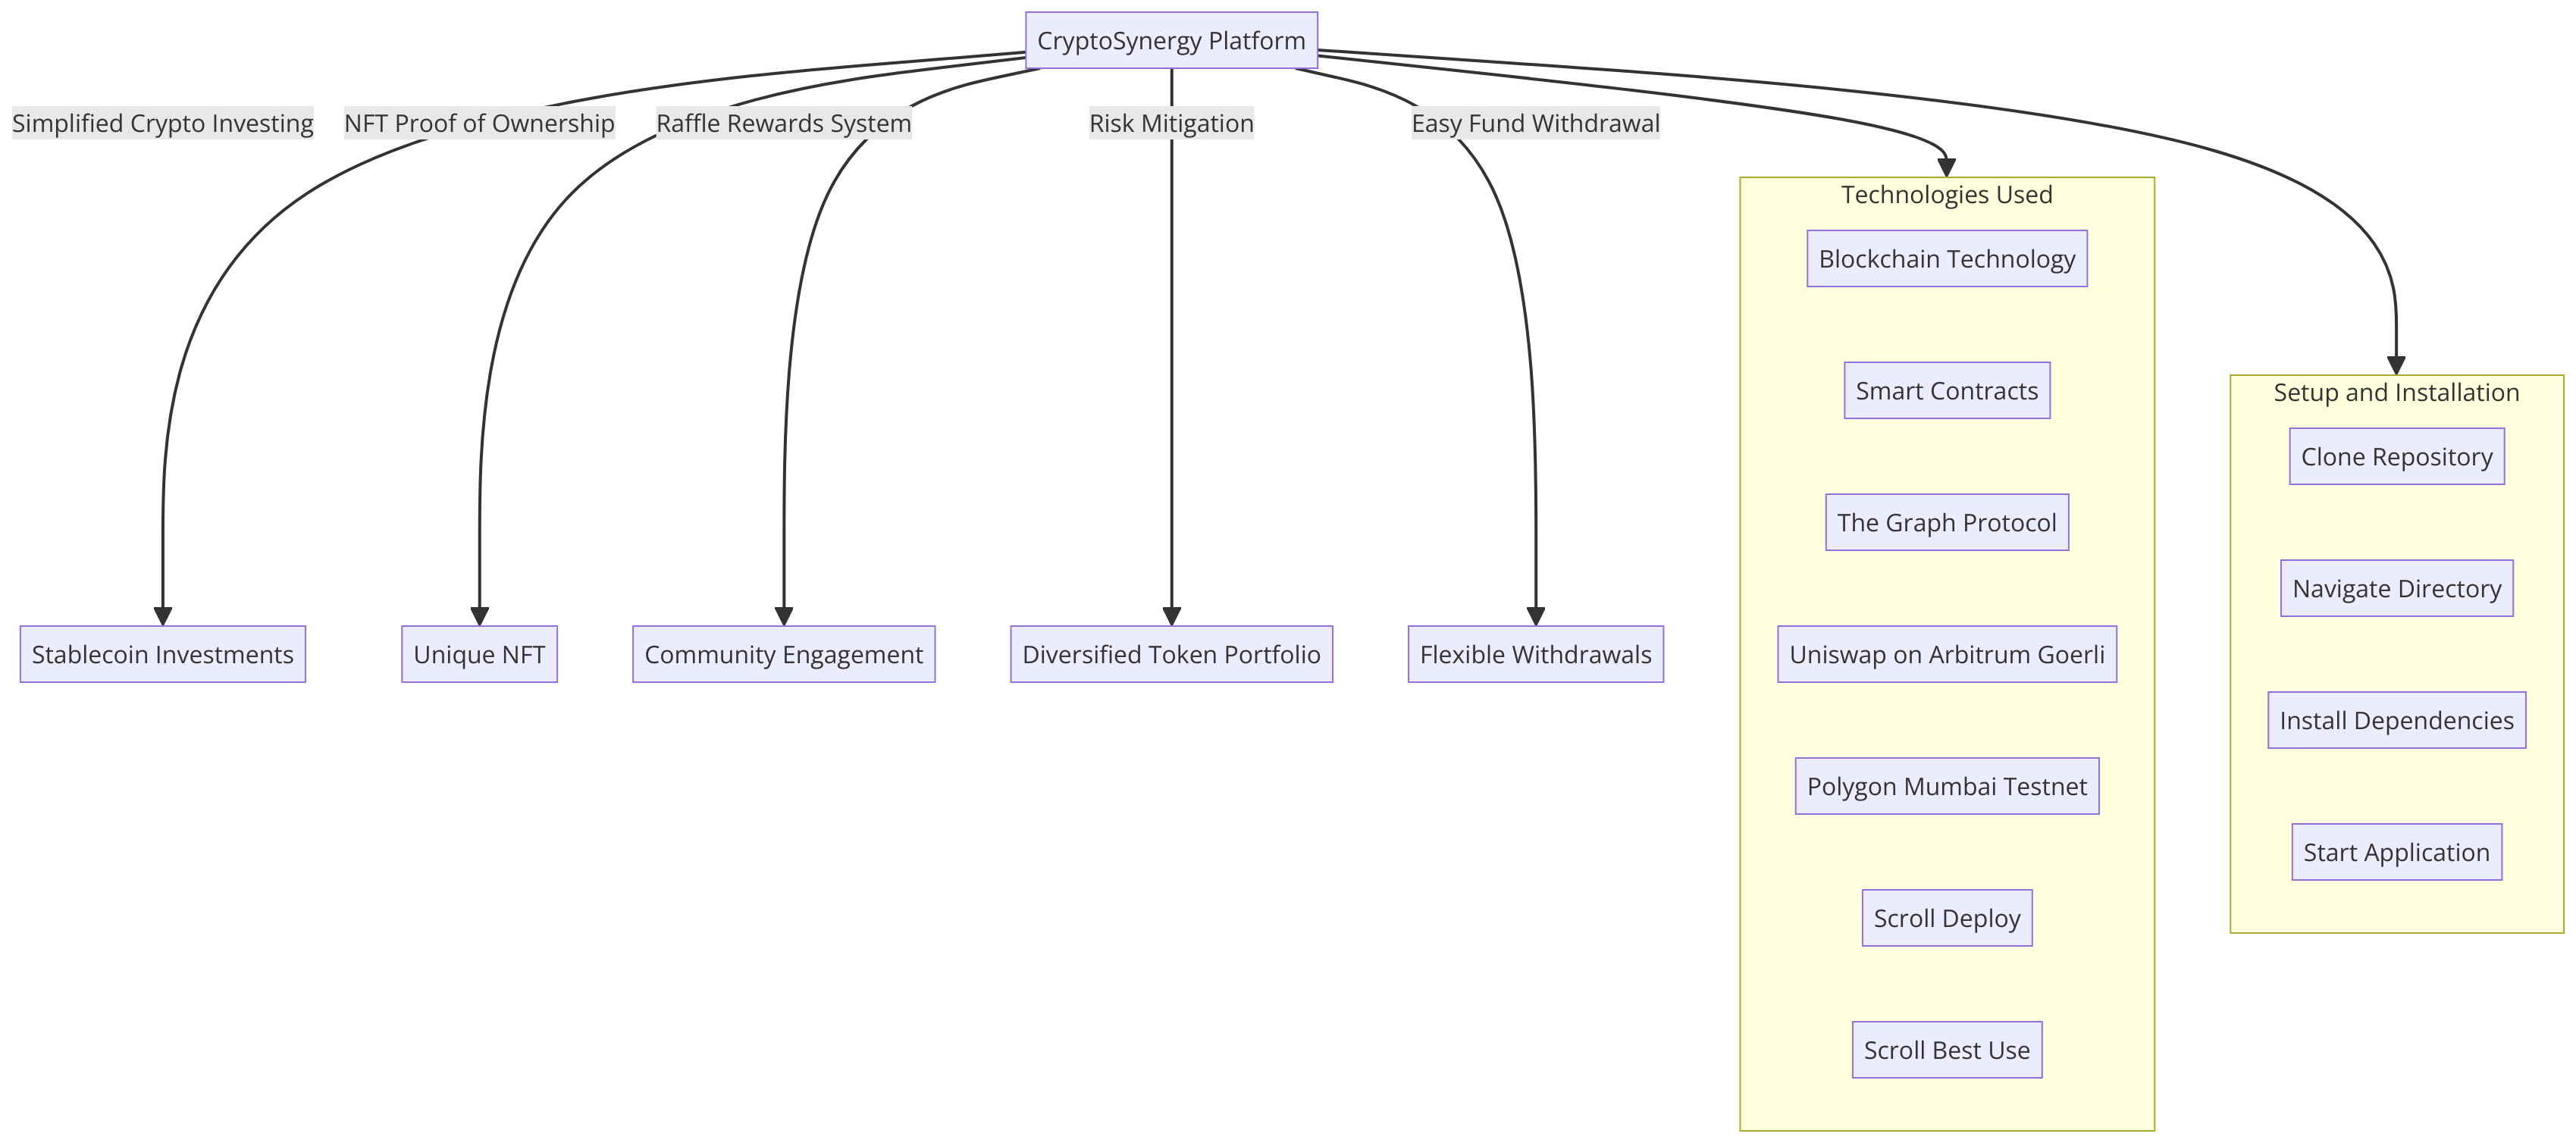 CryptoSynergy Platform
Simplified Crypto Investing
NFT Proof of Ownership
Raffle Rewards System
Risk Mitigation
Easy Fund Withdrawal
Stablecoin Investments
Unique NFT
Community Engagement
Diversified Token Portfolio
Flexible Withdrawals
Technologies Used
Blockchain Technology
Smart Contracts
The Graph Protocol
Uniswap on Arbitrum Goerli
Polygon Mumbai Testnet
Scroll Deploy
Scroll Best Use
Setup and Installation
Clone Repository
Navigate Directory
Install Dependencies
Start Application